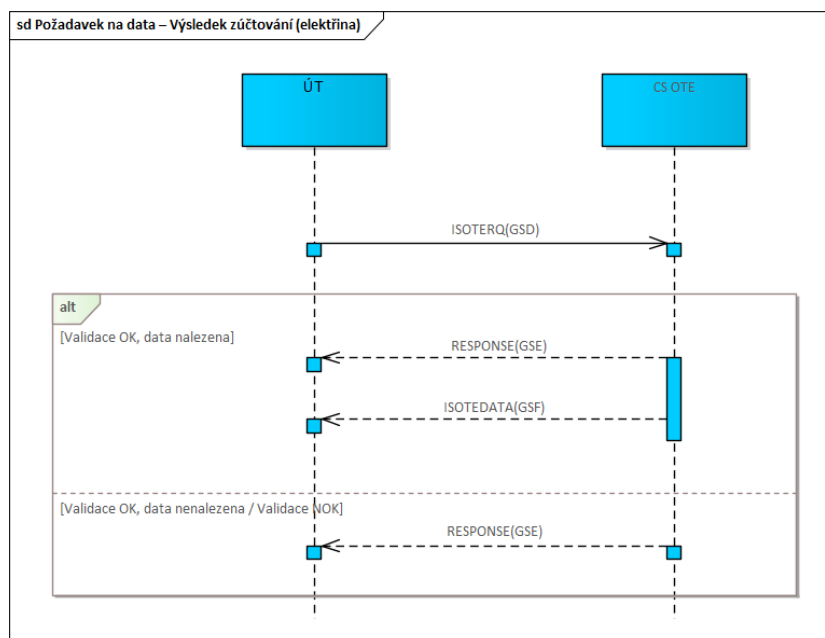 sd Požadavek na data – Výsledek zúčtování (elektřina)
ÚT
CS OTE
ISOTERQ(GSD)
alt
[Validace OK, data nalezena]
RESPONSE(GSE)
ISOTEDATA(GSF)
[Validace OK, data nenalezena / Validace NOK]
RESPONSE(GSE)